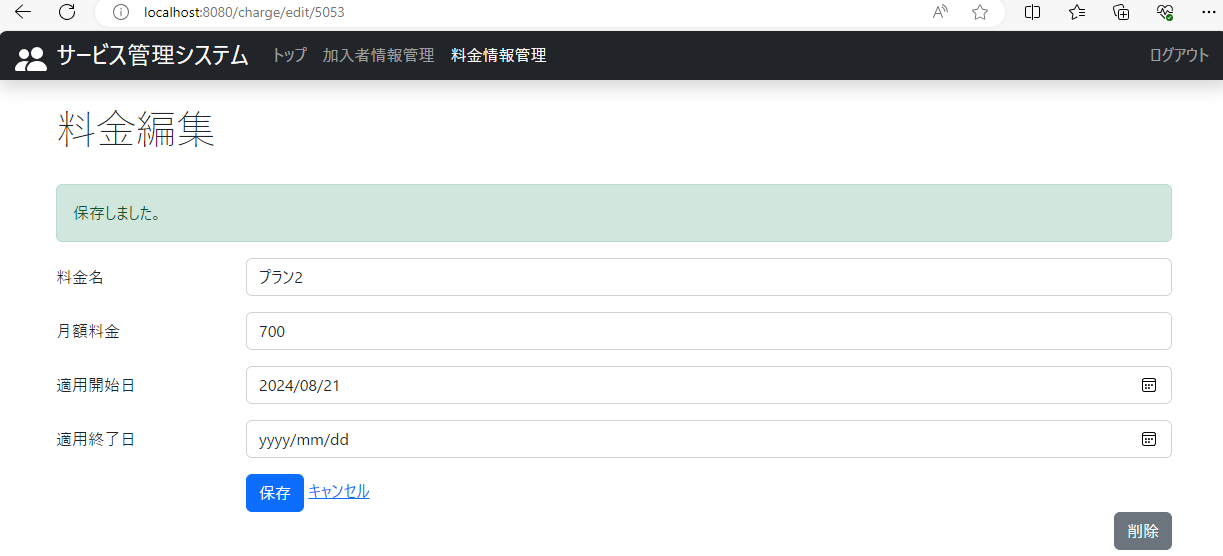 localhost:8080/charge/edit/5053
サービス管理システム トップ 加入者情報管理 料金情報管理 ログアウト
料金編集
保存しました。
料金名 プラン2
月額料金 700
適用開始日 2024/08/21
適用終了日 yyyy/mm/dd
保存 キャンセル
削除